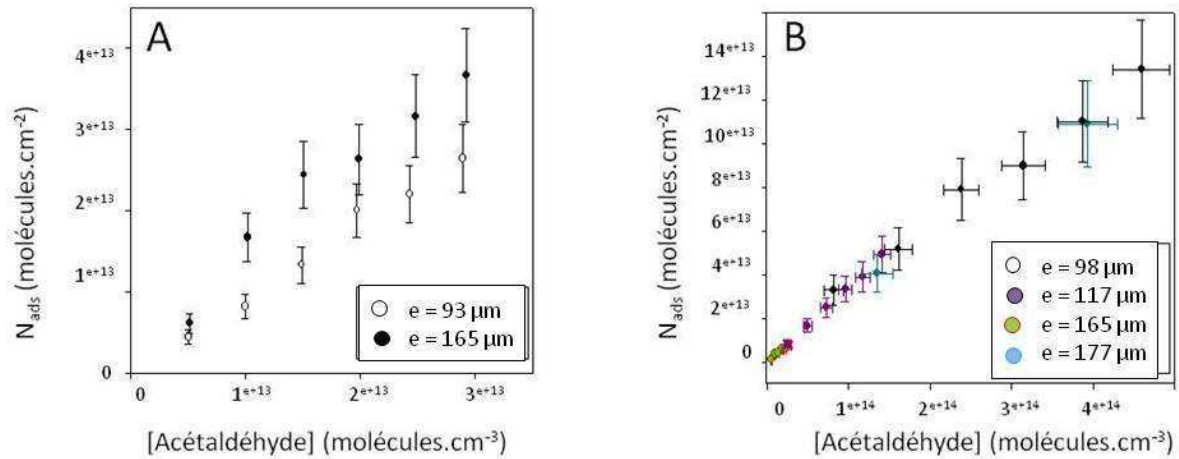 A
4e+13
3e+13
2e+13
1e+13
0
Nads (molécules.cm-2)
0 1e+13 2e+13 3e+13
[Acétaldéhyde] (molécules.cm-3)
e = 93 µm
e = 165 µm
B
14e+13
12e+13
10e+13
8e+13
6e+13
4e+13
2e+13
0
Nads (molécules.cm-2)
0 1e+14 2e+14 3e+14 4e+14
[Acétaldéhyde] (molécules.cm-3)
e = 98 µm
e = 117 µm
e = 165 µm
e = 177 µm